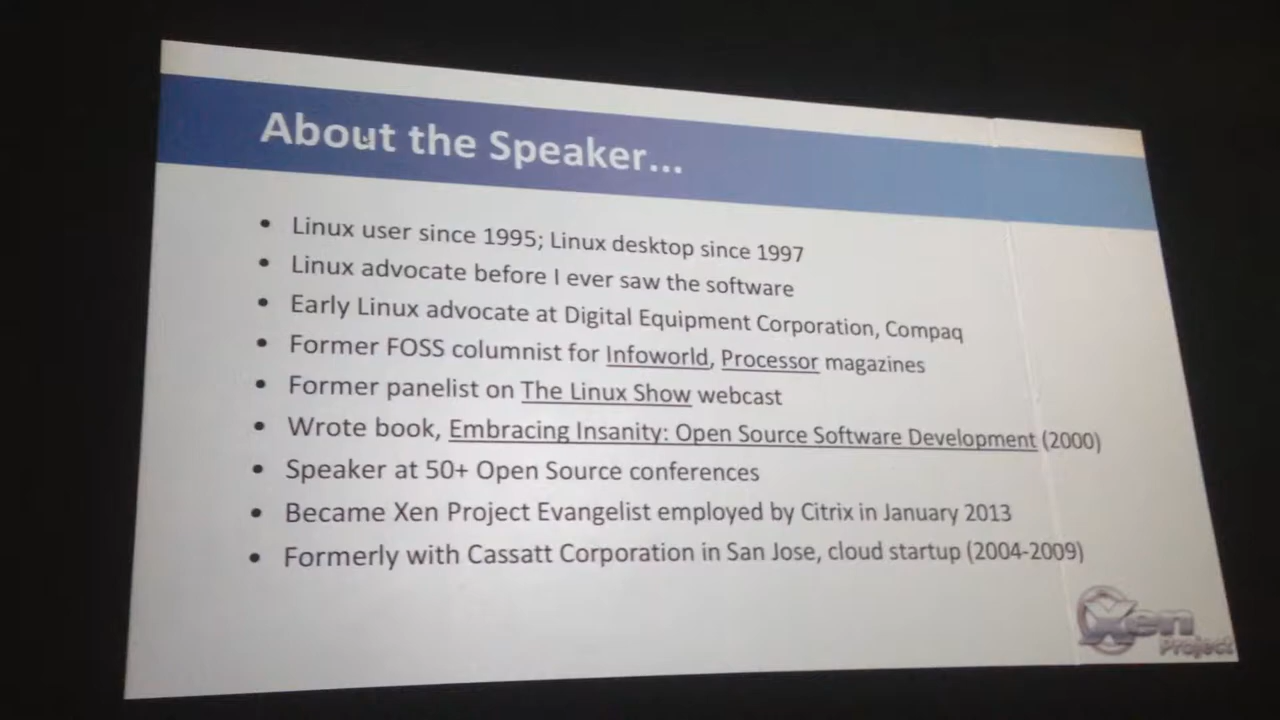 About the Speaker...
• Linux user since 1995; Linux desktop since 1997
• Linux advocate before I ever saw the software
• Early Linux advocate at Digital Equipment Corporation, Compaq
• Former FOSS columnist for Infoworld, Processor magazines
• Former panelist on The Linux Show webcast
• Wrote book, Embracing Insanity: Open Source Software Development (2000)
• Speaker at 50+ Open Source conferences
• Became Xen Project Evangelist employed by Citrix in January 2013
• Formerly with Cassatt Corporation in San Jose, cloud startup (2004-2009)
Xen
Project